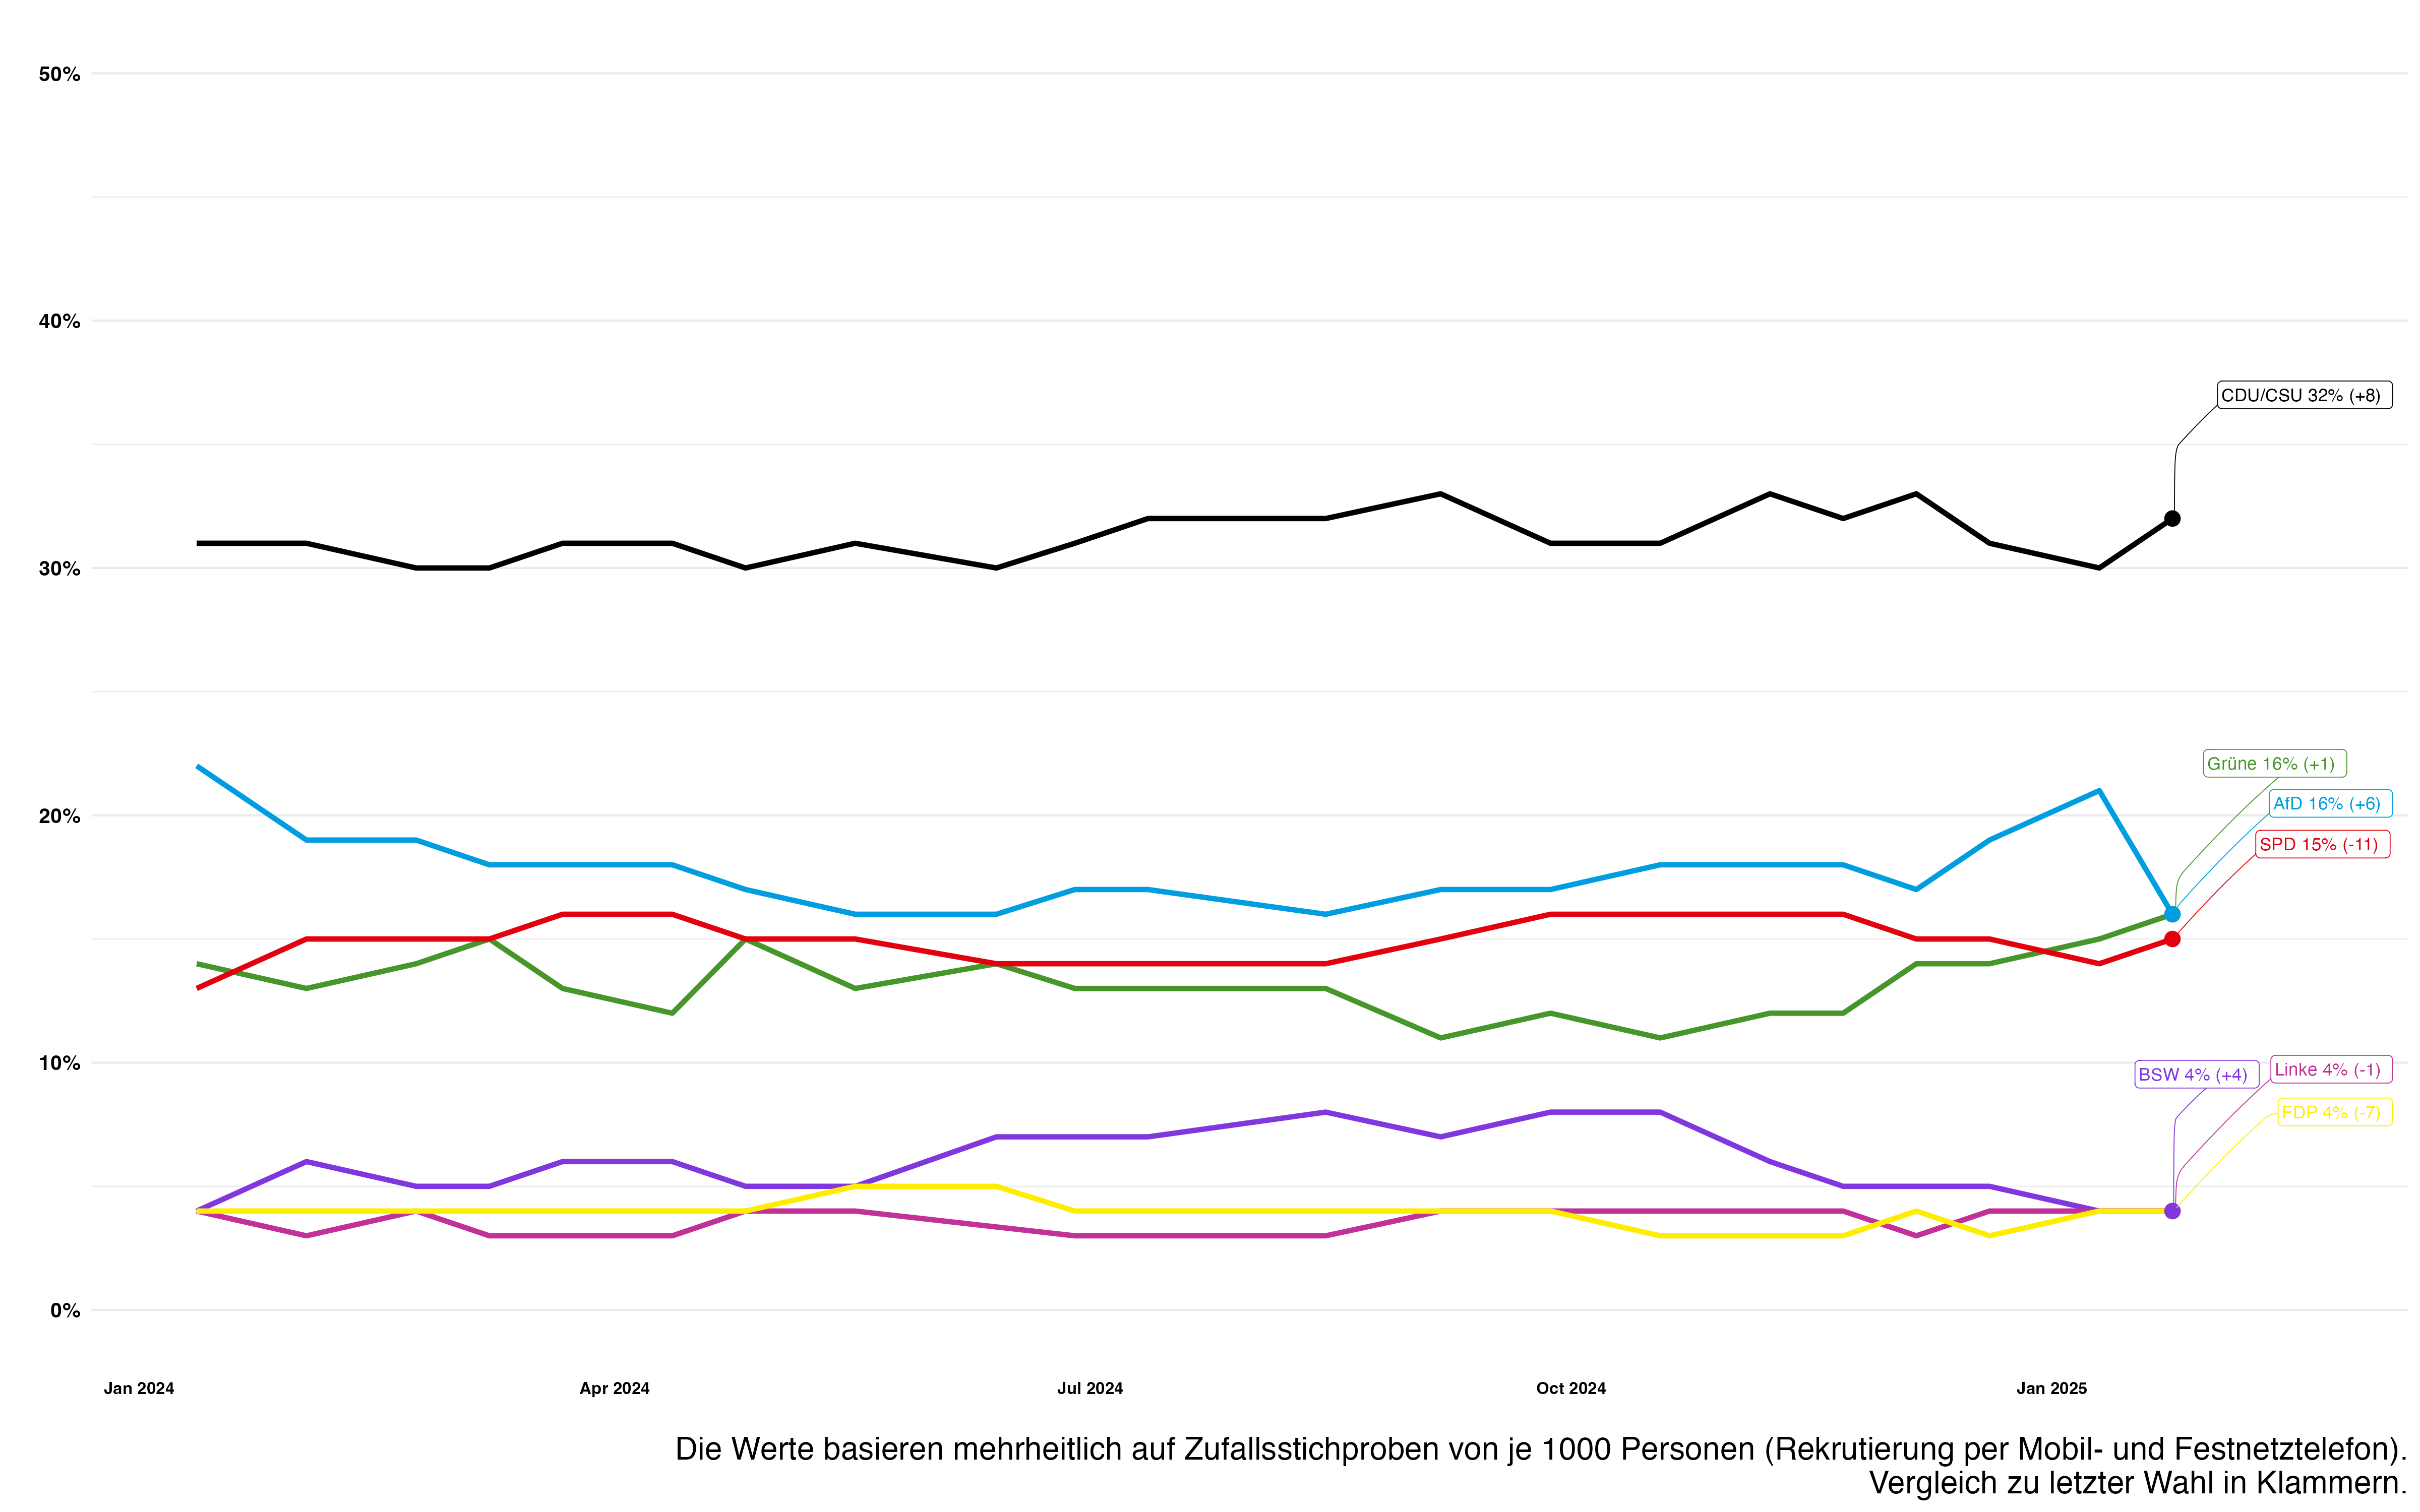 50%
40%
CDU/CSU 32% (+8)
30%
Grüne 16% (+1)
AfD 16% (+6)
20%
SPD 15% (-11)
10%
BSW 4% (+4)
Linke 4% (-1)
FDP 4% (-7)
0%
Jan 2024
Apr 2024
Jul 2024
Oct 2024
Jan 2025
Die Werte basieren mehrheitlich auf Zufallsstichproben von je 1000 Personen (Rekrutierung per Mobil- und Festnetztelefon).
Vergleich zu letzter Wahl in Klammern.